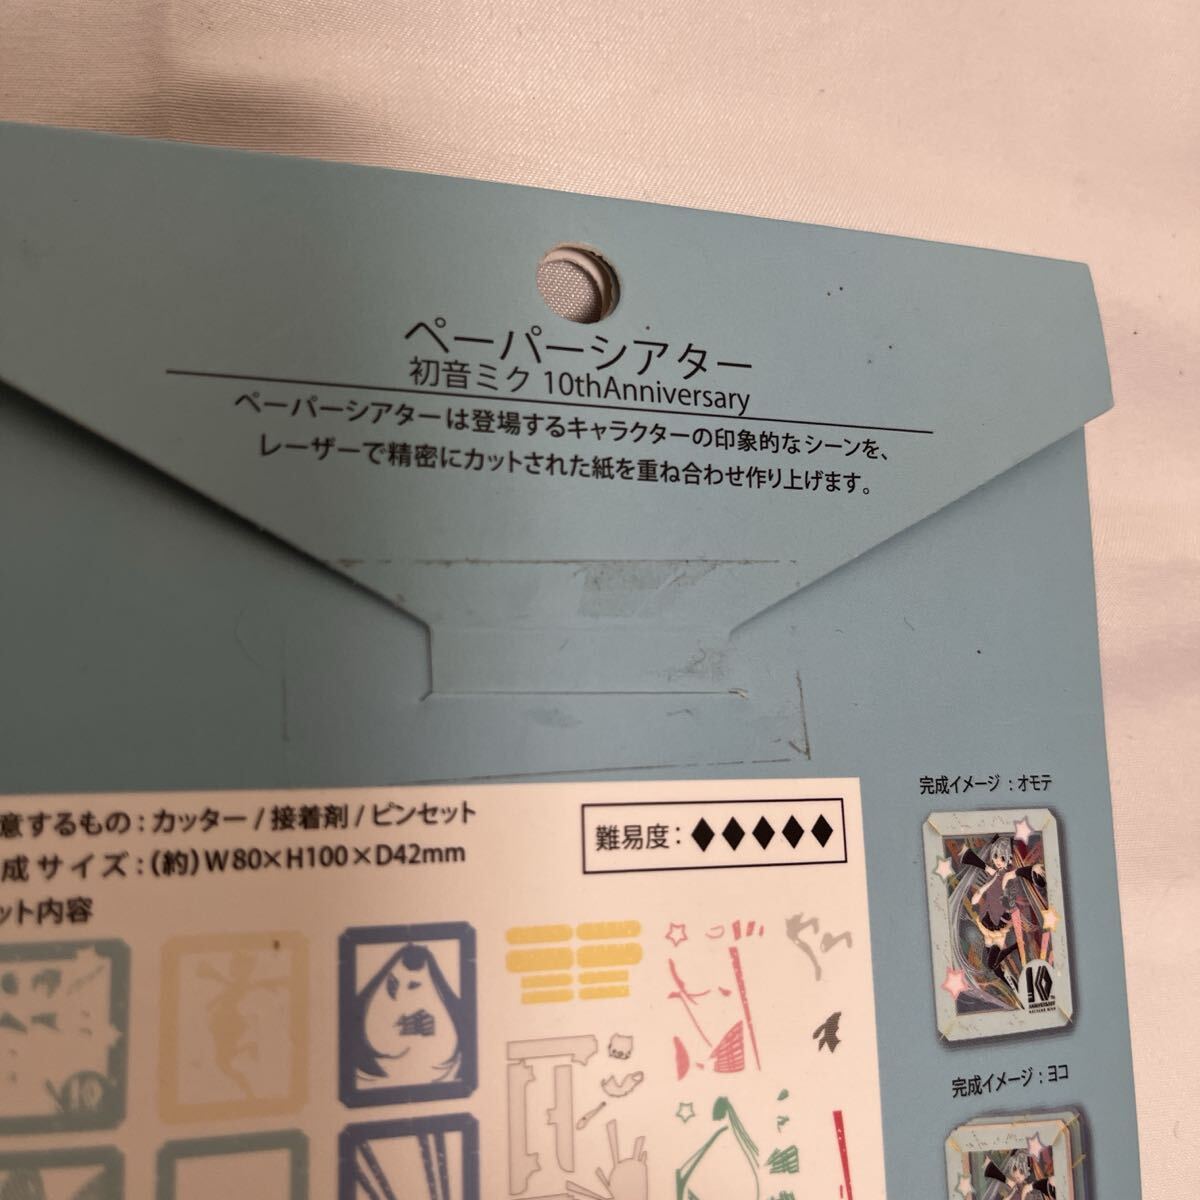 ペーパーシアター
初音ミク 10thAnniversary
ペーパーシアターは登場するキャラクターの印象的なシーンを、
レーザーで精密にカットされた紙を重ね合わせ作り上げます。
完成イメージ：オモテ
意するもの：カッター / 接着剤 / ピンセット
難易度：♦♦♦♦♦
成サイズ：(約) W80×H100×D42mm
ット内容
10
TH
ANNIVERSARY
HATSUNE MIKU
完成イメージ：ヨコ